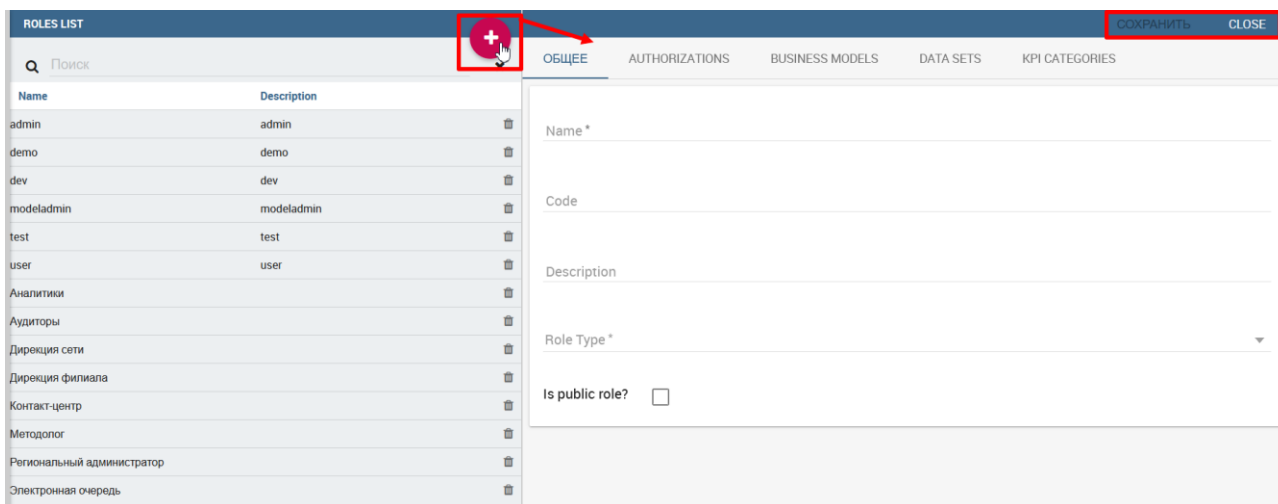 ROLES LIST
СОХРАНИТЬ CLOSE
Поиск
ОБЩЕЕ AUTHORIZATIONS BUSINESS MODELS DATA SETS KPI CATEGORIES
Name Description
admin admin
demo demo
dev dev
modeladmin modeladmin
test test
user user
Аналитики
Аудиторы
Дирекция сети
Дирекция филиала
Контакт-центр
Методолог
Региональный администратор
Электронная очередь
Name *
Code
Description
Role Type *
Is public role?